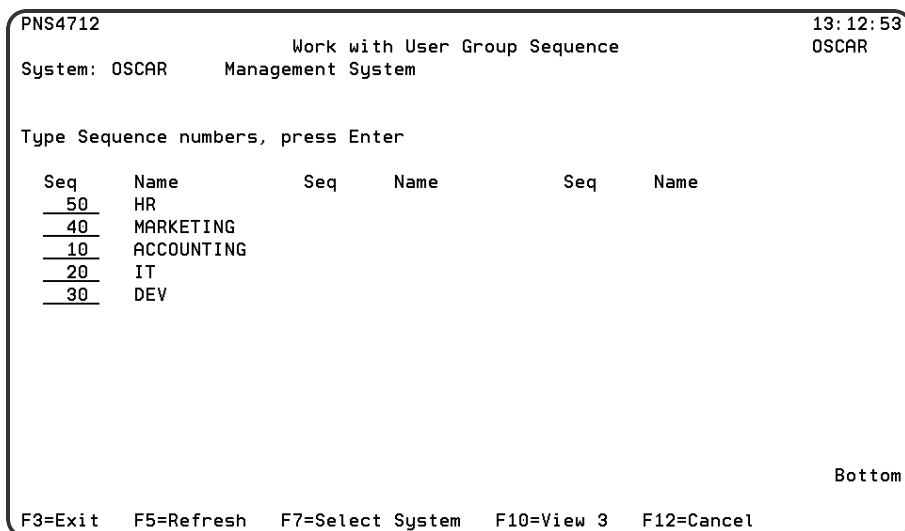 PNS4712 13:12:53
Work with User Group Sequence OSCAR
System: OSCAR Management System
Type Sequence numbers, press Enter
Seq Name Seq Name Seq Name
50 HR
40 MARKETING
10 ACCOUNTING
20 IT
30 DEV
Bottom
F3=Exit F5=Refresh F7=Select System F10=View 3 F12=Cancel